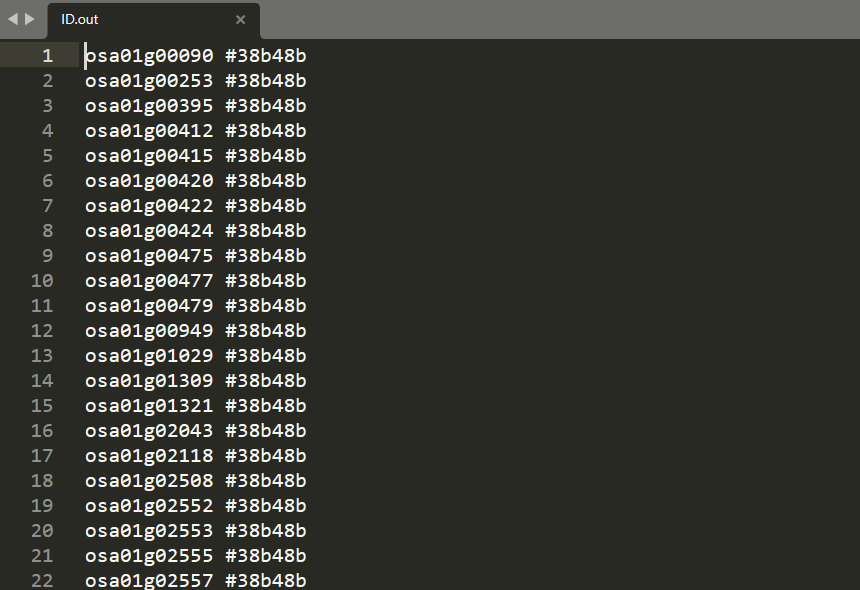 ID.out ×
1 osa01g00090 #38b48b
2 osa01g00253 #38b48b
3 osa01g00395 #38b48b
4 osa01g00412 #38b48b
5 osa01g00415 #38b48b
6 osa01g00420 #38b48b
7 osa01g00422 #38b48b
8 osa01g00424 #38b48b
9 osa01g00475 #38b48b
10 osa01g00477 #38b48b
11 osa01g00479 #38b48b
12 osa01g00949 #38b48b
13 osa01g01029 #38b48b
14 osa01g01309 #38b48b
15 osa01g01321 #38b48b
16 osa01g02043 #38b48b
17 osa01g02118 #38b48b
18 osa01g02508 #38b48b
19 osa01g02552 #38b48b
20 osa01g02553 #38b48b
21 osa01g02555 #38b48b
22 osa01g02557 #38b48b